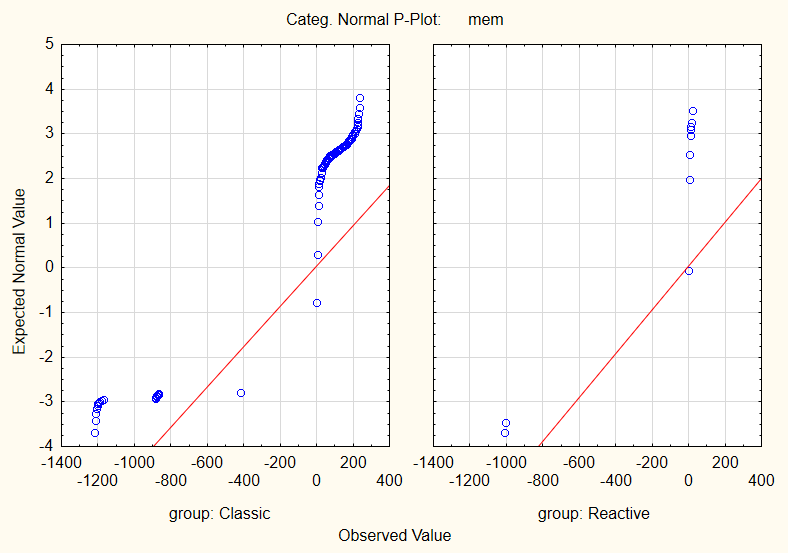 Categ. Normal P-Plot: mem
5
4
3
2
1
0
-1
-2
-3
-4
Expected Normal Value
-1400 -1000 -600 -200 200 -1400 -1000 -600 -200 200
-1200 -800 -400 0 400 -1200 -800 -400 0 400
group: Classic group: Reactive
Observed Value